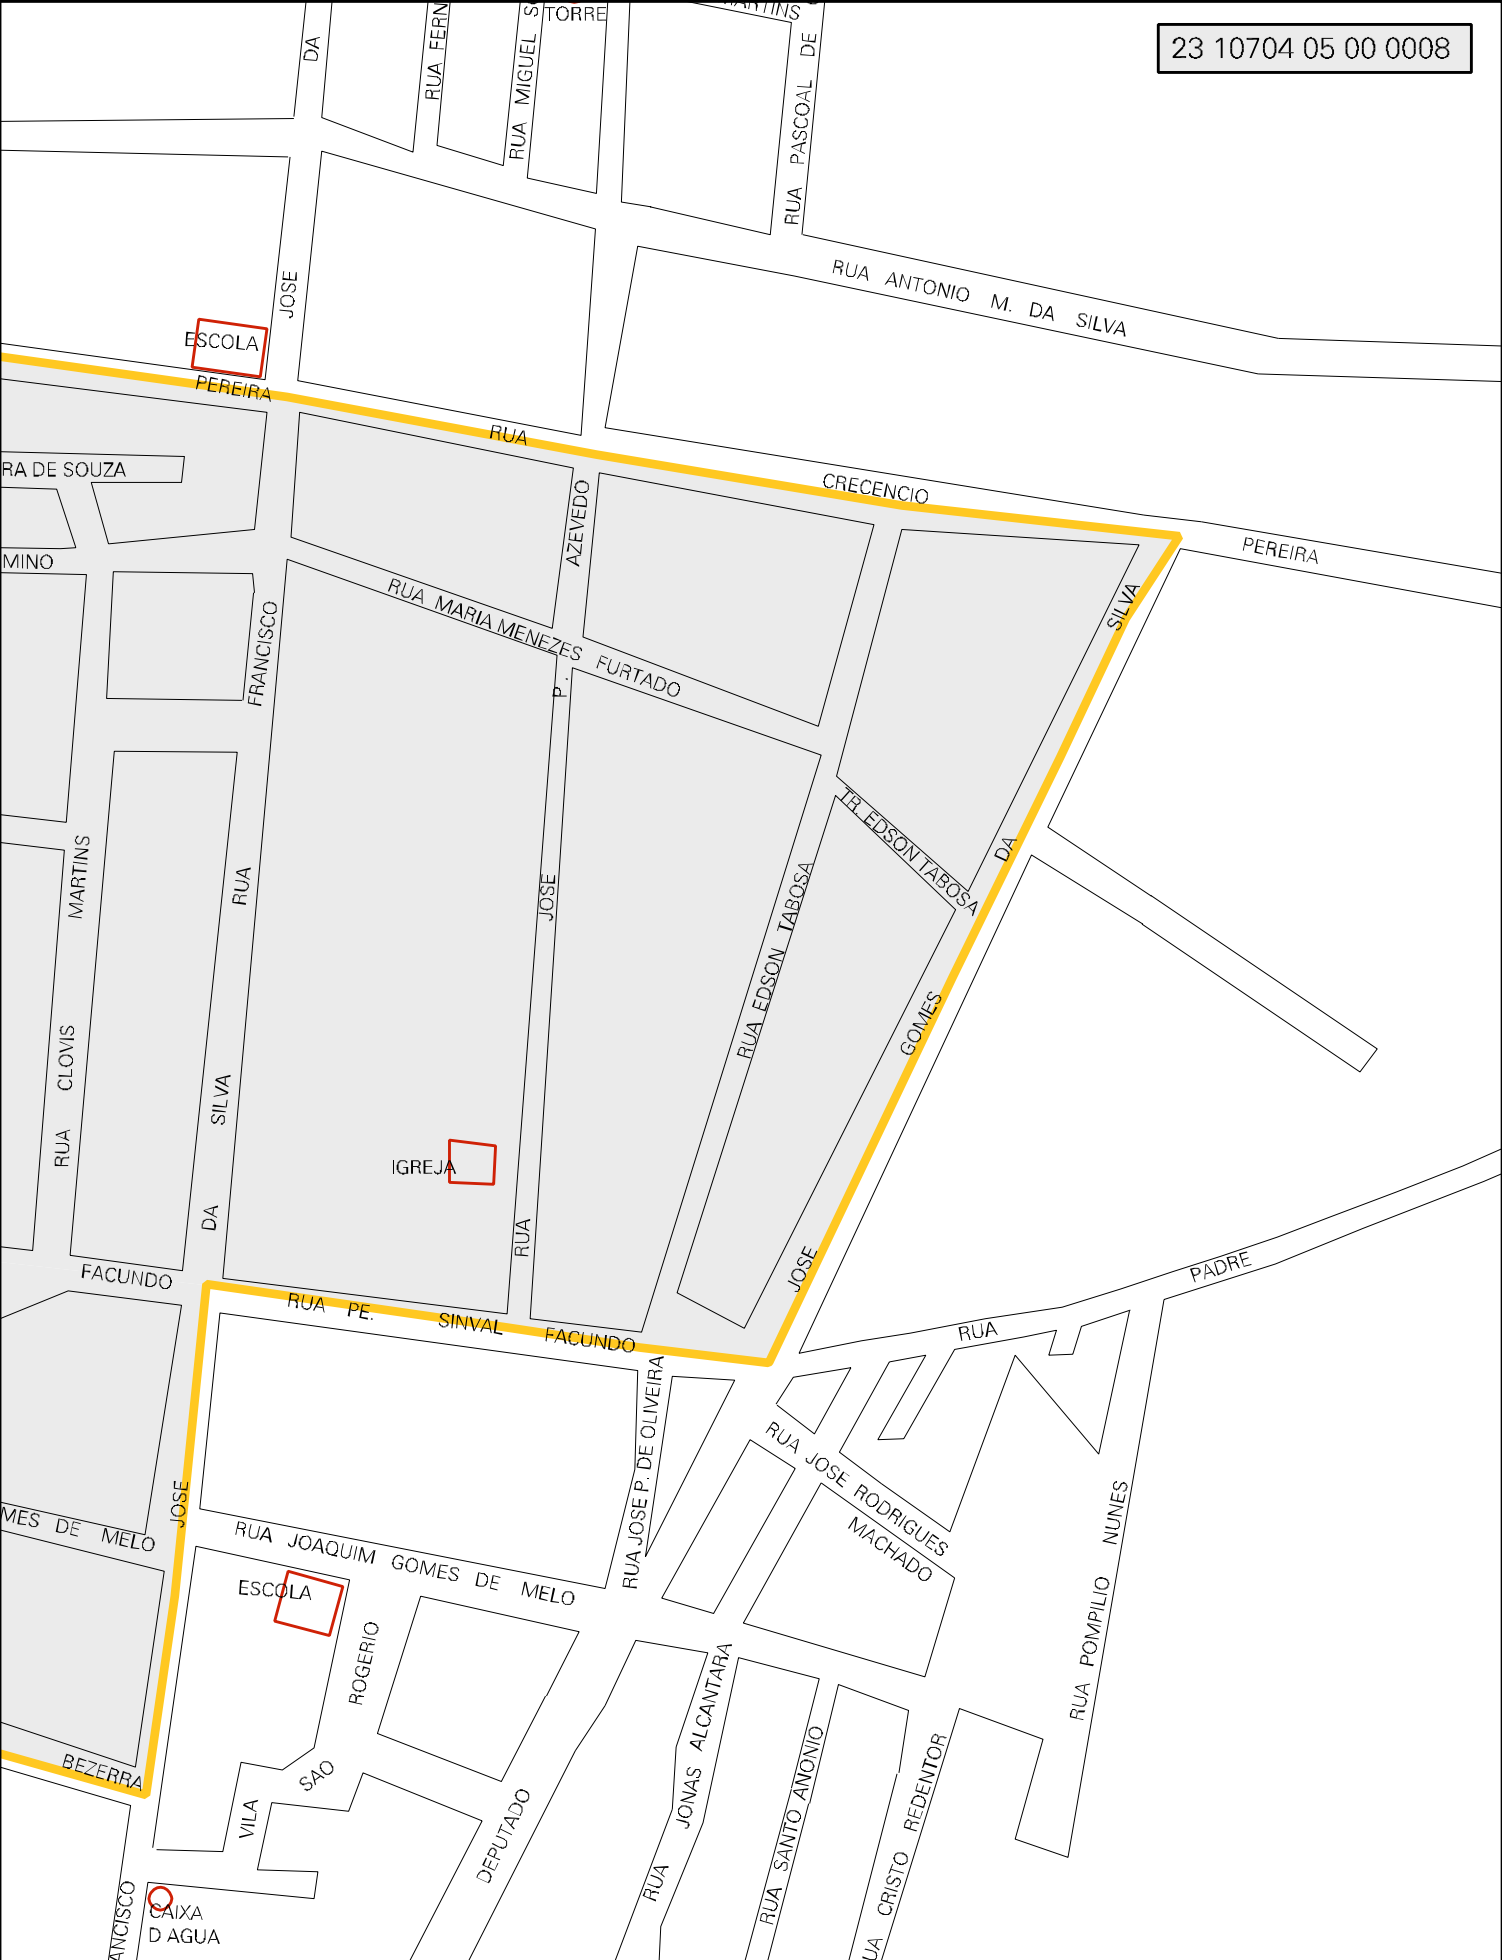 MARTINS
TORRE
23 10704 05 00 0008
DA
RUA FERN
RUA MIGUEL
RUA PASCOAL DE
RUA ANTONIO M. DA SILVA
JOSE
ESCOLA
PEREIRA
RUA
CRECENCIO
PEREIRA
RA DE SOUZA
AZEVEDO
MINO
RUA MARIA MENEZES FURTADO
SILVA
FRANCISCO
P.
TR. EDSON TABOSA
DA
MARTINS
RUA
JOSE
RUA EDSON TABOSA
GOMES
CLOVIS
SILVA
RUA
IGREJA
DA
RUA
JOSE
FACUNDO
RUA PE. SINVAL FACUNDO
PADRE
RUA
RUA JOSE P. DE OLIVEIRA
RUA JOSE RODRIGUES
MACHADO
JOSE
MES DE MELO
RUA JOAQUIM GOMES DE MELO
NUNES
ESCOLA
RUA POMPILIO
ROGERIO
BEZERRA
SAO
VILA
DEPUTADO
RUA JONAS ALCANTARA
RUA SANTO ANONIO
UA CRISTO REDENTOR
ANCISCO
CAIXA
D AGUA